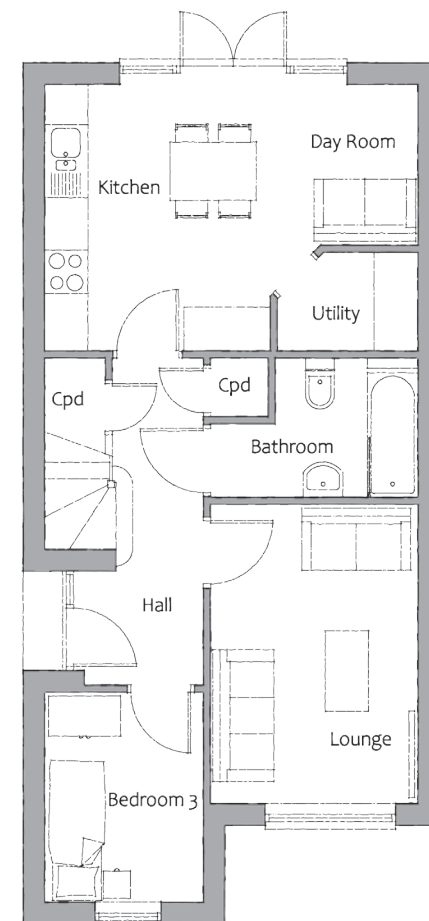 Day Room
Kitchen
Utility
Cpd
Cpd
Bathroom
Hall
Lounge
Bedroom 3